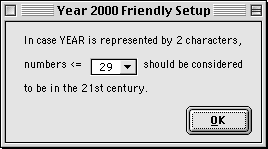 Year 2000 Friendly Setup
In case YEAR is represented by 2 characters,
numbers <= 29 should be considered
to be in the 21st century.
OK